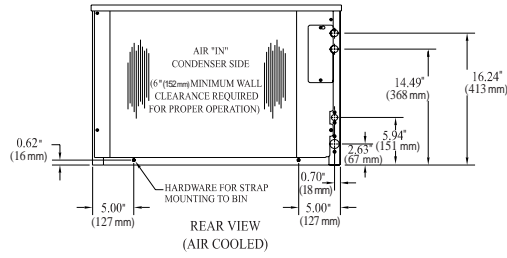 AIR "IN"
CONDENSER SIDE
(6"(152mm)MINIMUM WALL
CLEARANCE REQUIRED
FOR PROPER OPERATION)
16.24"
(413 mm)
14.49"
(368 mm)
5.94"
(151 mm)
2.63"
(67 mm)
0.62"
(16 mm)
0.70"
(18 mm)
HARDWARE FOR STRAP
MOUNTING TO BIN
5.00"
(127 mm)
5.00"
(127 mm)
REAR VIEW
(AIR COOLED)